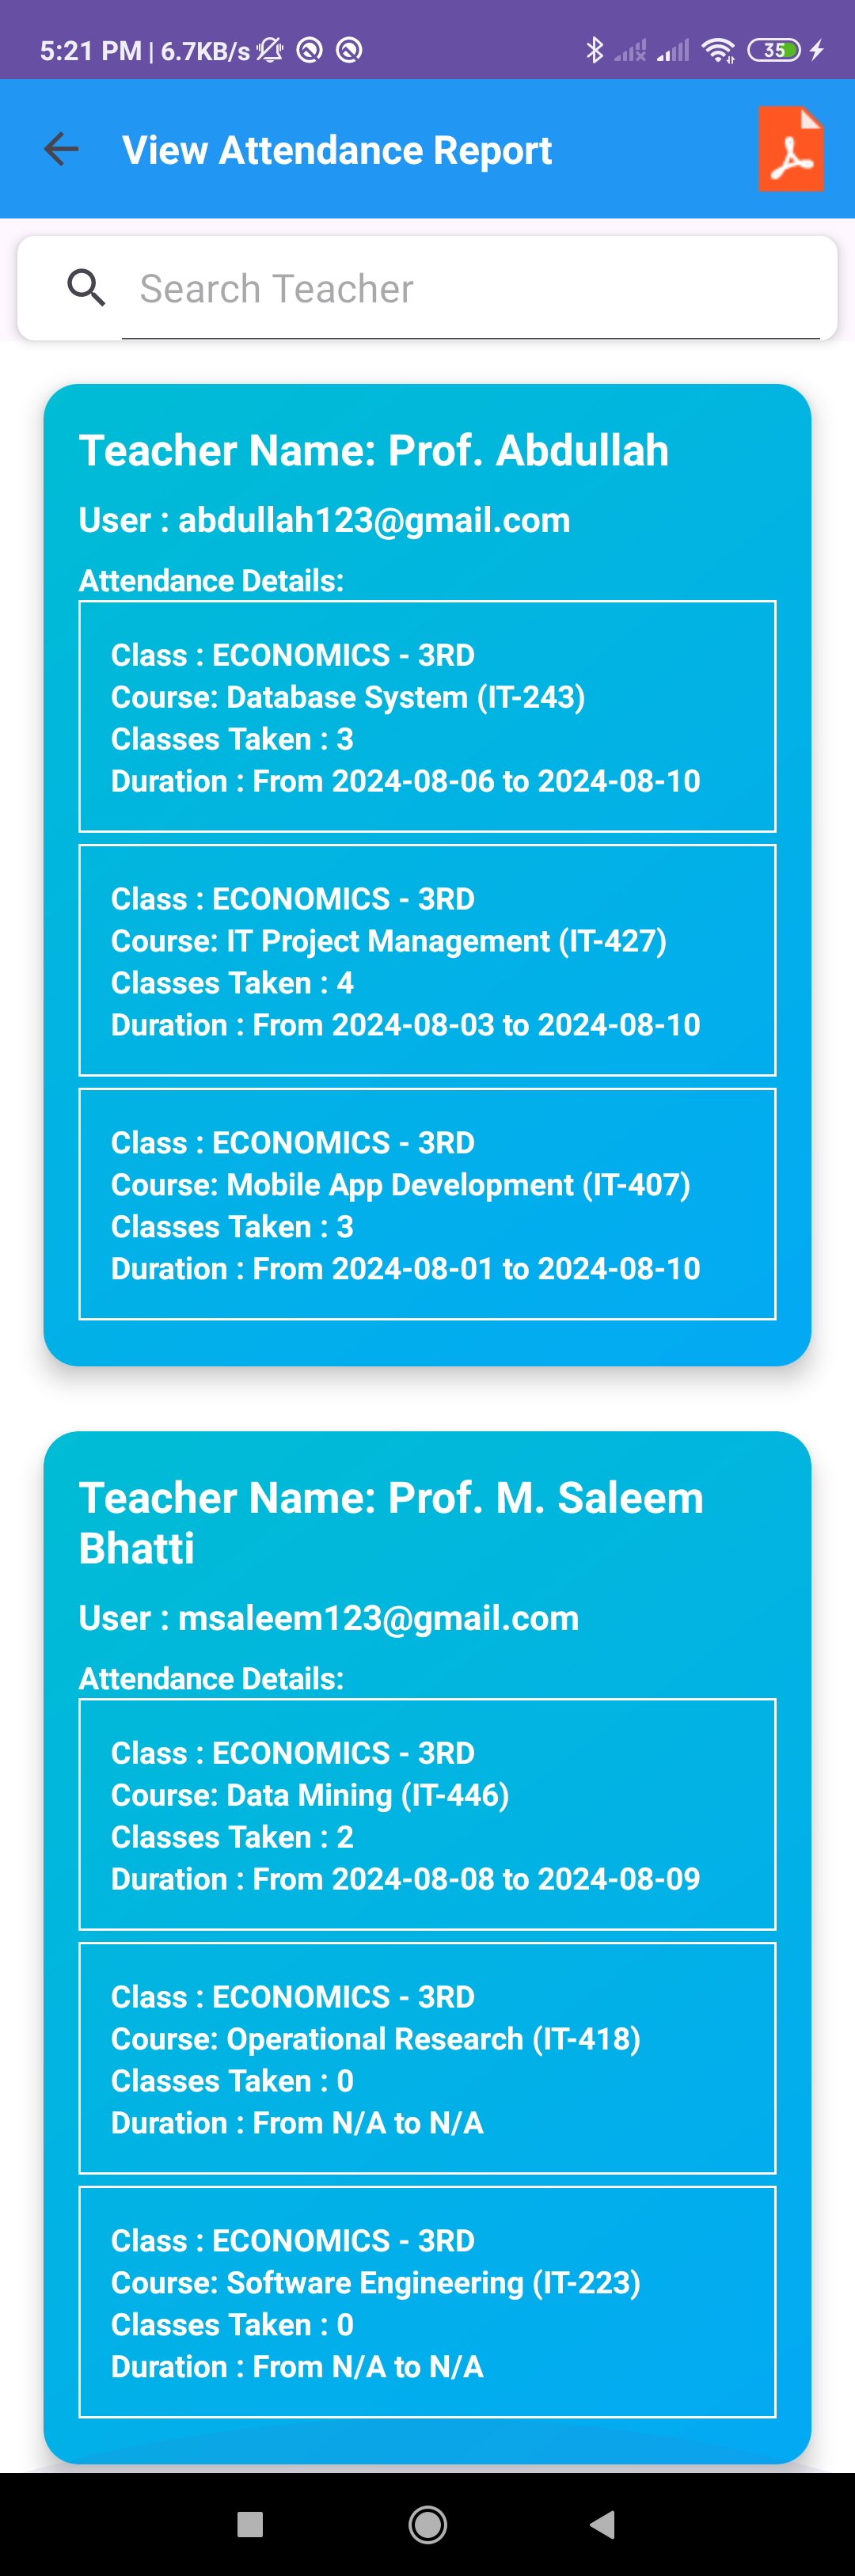 5:21 PM | 6.7KB/s
35
View Attendance Report
Search Teacher
Teacher Name: Prof. Abdullah
User : abdullah123@gmail.com
Attendance Details:
Class : ECONOMICS - 3RD
Course: Database System (IT-243)
Classes Taken : 3
Duration : From 2024-08-06 to 2024-08-10
Class : ECONOMICS - 3RD
Course: IT Project Management (IT-427)
Classes Taken : 4
Duration : From 2024-08-03 to 2024-08-10
Class : ECONOMICS - 3RD
Course: Mobile App Development (IT-407)
Classes Taken : 3
Duration : From 2024-08-01 to 2024-08-10
Teacher Name: Prof. M. Saleem
Bhatti
User : msaleem123@gmail.com
Attendance Details:
Class : ECONOMICS - 3RD
Course: Data Mining (IT-446)
Classes Taken : 2
Duration : From 2024-08-08 to 2024-08-09
Class : ECONOMICS - 3RD
Course: Operational Research (IT-418)
Classes Taken : 0
Duration : From N/A to N/A
Class : ECONOMICS - 3RD
Course: Software Engineering (IT-223)
Classes Taken : 0
Duration : From N/A to N/A